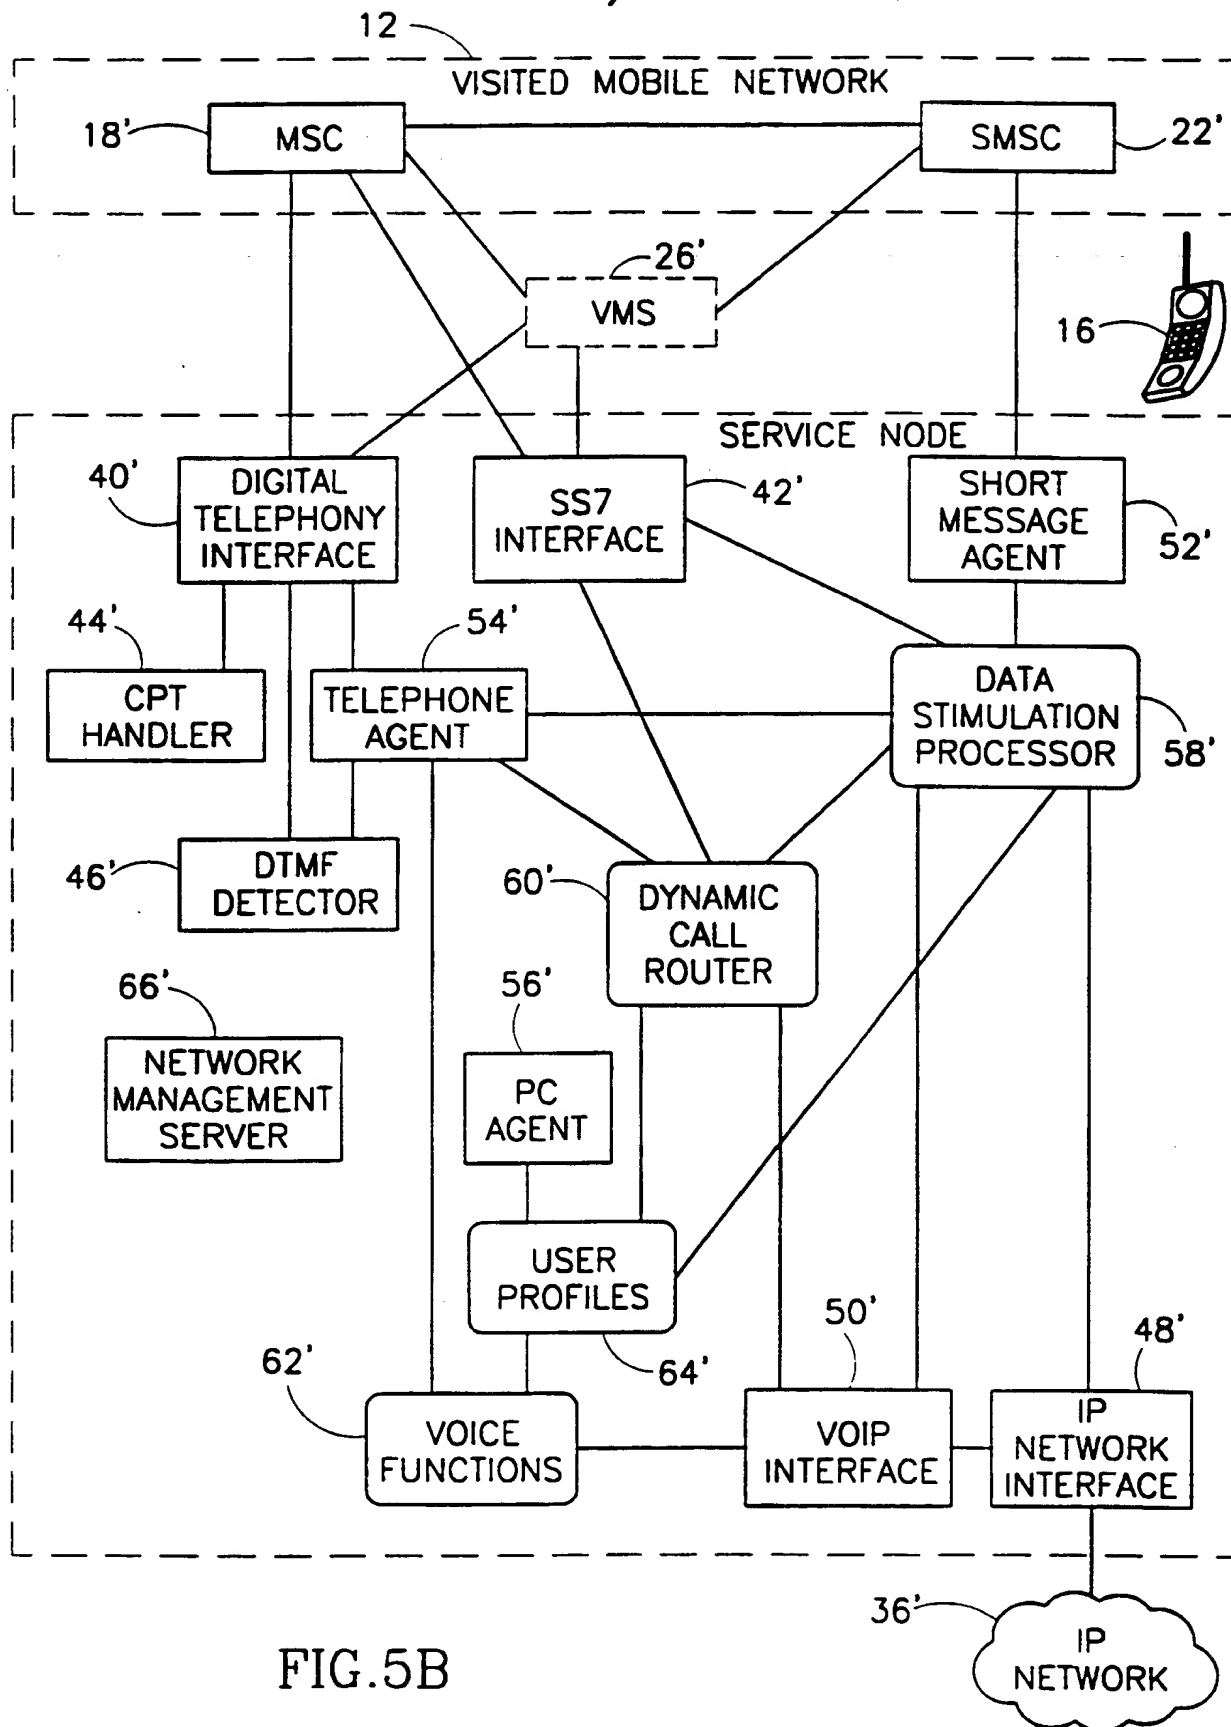 12
VISITED MOBILE NETWORK
18'
MSC
SMSC
22'
26'
VMS
16
SERVICE NODE
40'
DIGITAL
TELEPHONY
INTERFACE
SS7
INTERFACE
42'
SHORT
MESSAGE
AGENT
52'
44'
CPT
HANDLER
54'
TELEPHONE
AGENT
DATA
STIMULATION
PROCESSOR
58'
46'
DTMF
DETECTOR
60'
DYNAMIC
CALL
ROUTER
66'
NETWORK
MANAGEMENT
SERVER
56'
PC
AGENT
USER
PROFILES
64'
62'
VOICE
FUNCTIONS
50'
VOIP
INTERFACE
48'
IP
NETWORK
INTERFACE
36'
IP
NETWORK
FIG.5B